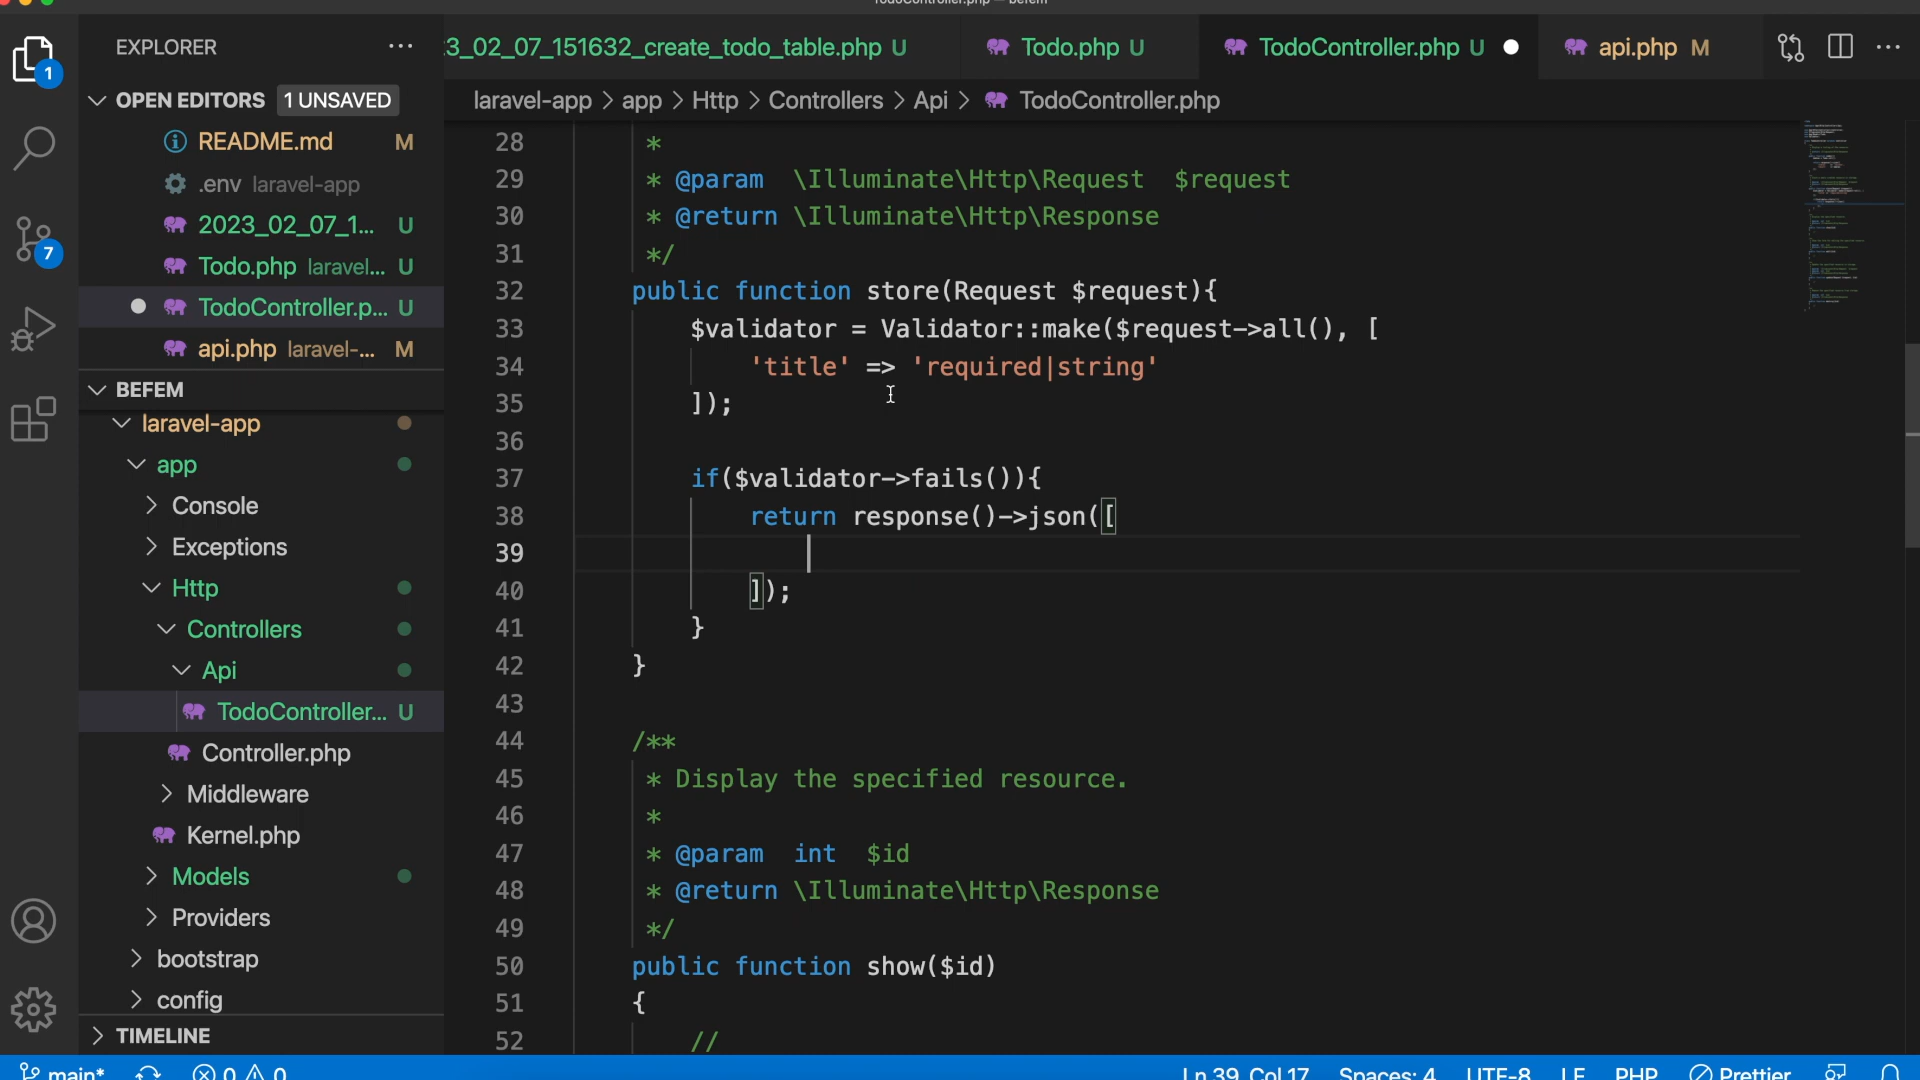 TodoController.php — befem
EXPLORER
3_02_07_151632_create_todo_table.php U
Todo.php U
TodoController.php U
api.php M
1
OPEN EDITORS 1 UNSAVED
laravel-app > app > Http > Controllers > Api > TodoController.php
README.md M
.env laravel-app
2023_02_07_1... U
Todo.php laravel... U
TodoController.p... U
api.php laravel-... M
7
BEFEM
laravel-app
app
Console
Exceptions
Http
Controllers
Api
TodoController... U
Controller.php
Middleware
Kernel.php
Models
Providers
bootstrap
config
TIMELINE
28 *
29 * @param \Illuminate\Http\Request $request
30 * @return \Illuminate\Http\Response
31 */
32 public function store(Request $request){
33 $validator = Validator::make($request->all(), [
34 'title' => 'required|string'
35 ]);
36
37 if($validator->fails()){
38 return response()->json([
39
40 ]);
41 }
42 }
43
44 /**
45 * Display the specified resource.
46 *
47 * @param int $id
48 * @return \Illuminate\Http\Response
49 */
50 public function show($id)
51 {
52 //
main* 0 0 Ln 39, Col 17 Spaces: 4 UTF-8 LF PHP Prettier